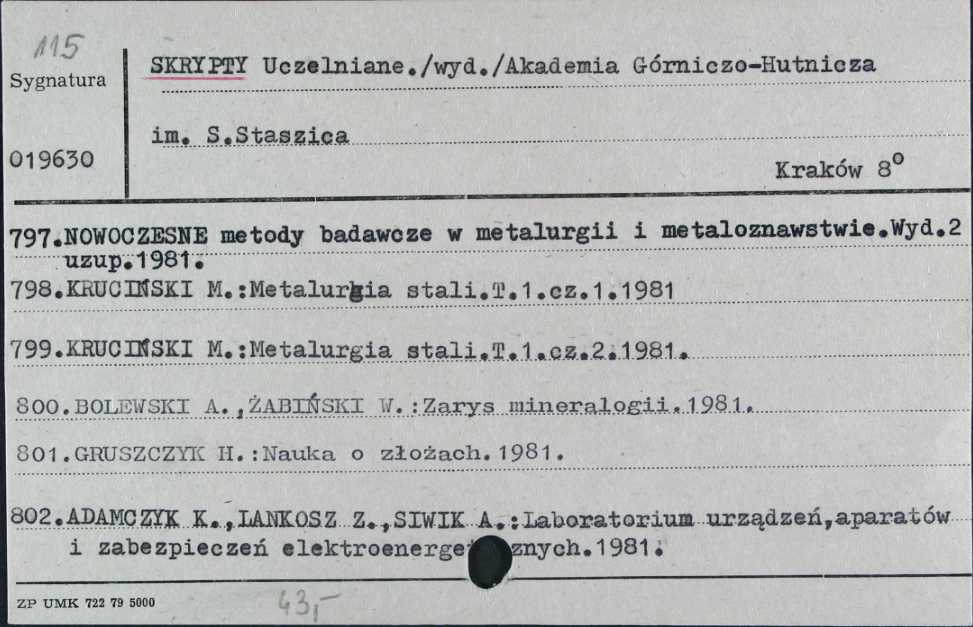 115
SKRYPTY Uczelniane./wyd./Akademia Górniczo-Hutnicza
Sygnatura
im. S.Staszica
019630
Kraków 8°
797.NOWOCZESNE metody badawcze w metalurgii i metaloznawstwie.Wyd.2
uzup.1981.
798.KRUCIŃSKI M.:Metalurgia stali.T.1.cz.1.1981
799.KRUCIŃSKI M.:Metalurgia stali.T.1.cz.2.1981.
800.BOLEWSKI A.,ŻABIŃSKI W.:Zarys mineralogii.1981.
801.GRUSZCZYK H.:Nauka o złożach.1981.
802.ADAMCZYK K.,LANKOSZ Z.,SIWIK A.:Laboratorium urządzeń,aparatów
i zabezpieczeń elektroenergetycznych.1981.
ZP UMK 722 79 5000
43,-